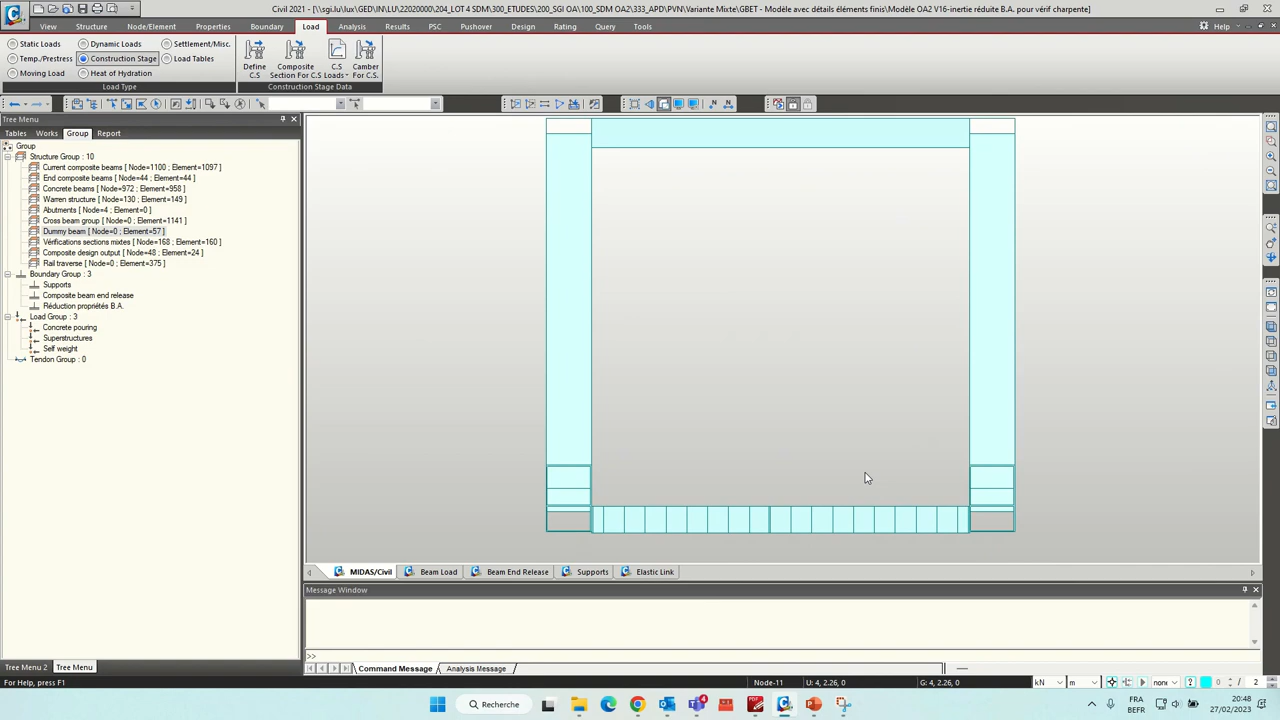 Civil 2021 - [\\sgi.lu\lux\GED\IN\LU\22020000\204_LOT 4 SDM\300_ETUDES\200_SGI OA\100_SDM OA2\333_APD\PVN\Variante Mixte\GBET - Modèle avec détails éléments finis\Modèle OA2 V16-inertie réduite B.A. pour vérif charpente]
View Structure Node/Element Properties Boundary Load Analysis Results PSC Pushover Design Rating Query Tools Help
Static Loads Dynamic Loads Settlement/Misc.
Temp./Prestress Construction Stage Load Tables
Moving Load Heat of Hydration
Define C.S
Composite Section For C.S
C.S Loads
Camber For C.S.
Load Type Construction Stage Data
Tree Menu
Tables Works Group Report
Group
Structure Group : 10
Current composite beams [ Node=1100 ; Element=1097 ]
End composite beams [ Node=44 ; Element=44 ]
Concrete beams [ Node=972 ; Element=958 ]
Warren structure [ Node=130 ; Element=149 ]
Abutments [ Node=4 ; Element=0 ]
Cross beam group [ Node=0 ; Element=1141 ]
Dummy beam [ Node=0 ; Element=57 ]
Vérifications sections mixtes [ Node=168 ; Element=160 ]
Composite design output [ Node=48 ; Element=24 ]
Rail traverse [ Node=0 ; Element=375 ]
Boundary Group : 3
Supports
Composite beam end release
Réduction propriétés B.A.
Load Group : 3
Concrete pouring
Superstructures
Self weight
Tendon Group : 0
MIDAS/Civil Beam Load Beam End Release Supports Elastic Link
Message Window
>>
Tree Menu 2 Tree Menu
Command Message Analysis Message
For Help, press F1
Node-11 U: 4, 2.26, 0 G: 4, 2.26, 0 kN m none 2
Recherche
4
FRA
BEFR
20:48
27/02/2023